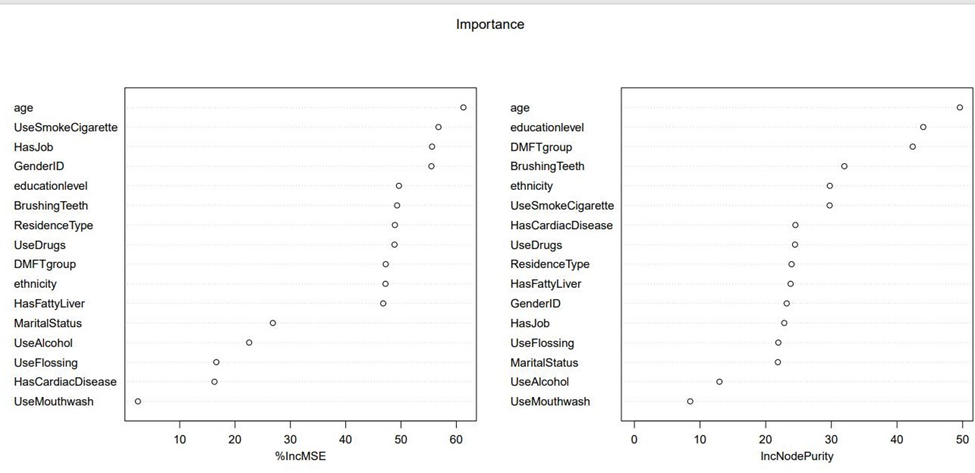 Importance
age
UseSmokeCigarette
HasJob
GenderID
educationlevel
BrushingTeeth
ResidenceType
UseDrugs
DMFTgroup
ethnicity
HasFattyLiver
MaritalStatus
UseAlcohol
UseFlossing
HasCardiacDisease
UseMouthwash
10 20 30 40 50 60
%IncMSE
age
educationlevel
DMFTgroup
BrushingTeeth
ethnicity
UseSmokeCigarette
HasCardiacDisease
UseDrugs
ResidenceType
HasFattyLiver
GenderID
HasJob
UseFlossing
MaritalStatus
UseAlcohol
UseMouthwash
0 10 20 30 40 50
IncNodePurity